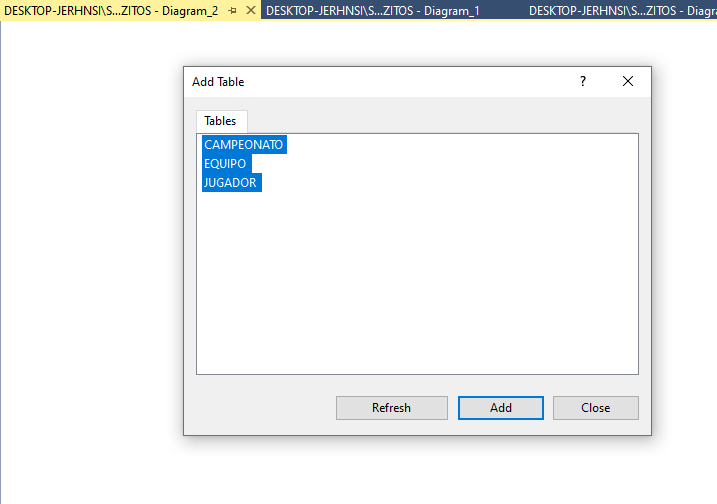 DESKTOP-JERHNSI\S...ZITOS - Diagram_2
DESKTOP-JERHNSI\S...ZITOS - Diagram_1
DESKTOP-JERHNSI\S...ZITOS - Diagra
Add Table
?
Tables
CAMPEONATO
EQUIPO
JUGADOR
Refresh
Add
Close